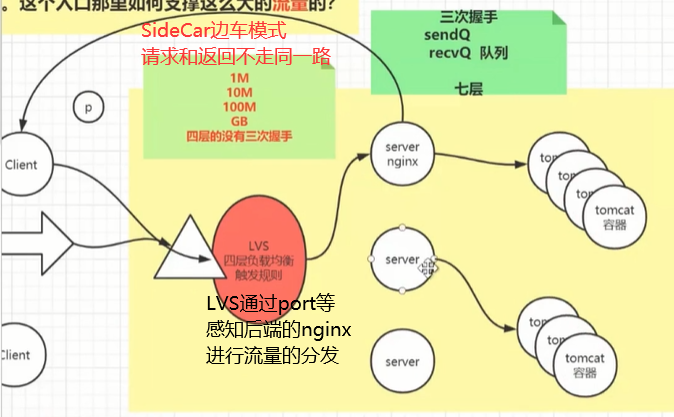 。这个入口那里如何支撑这么大的流量的？
SideCar边车模式
请求和返回不走同一路
1M
10M
100M
GB
四层的没有三次握手
三次握手
sendQ
recvQ 队列
七层
p
Client
server
nginx
tomcat
容器
LVS
四层负载均衡
触发规则
server
LVS通过port等
感知后端的nginx
进行流量的分发
Client
server
tomcat
容器